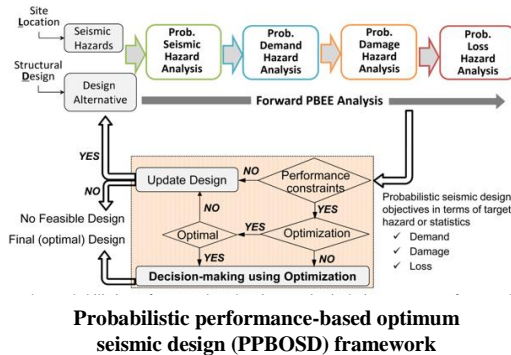 Site
Location
Seismic
Hazards
Structural
Design
Design
Alternative
Prob.
Seismic
Hazard
Analysis
Prob.
Demand
Hazard
Analysis
Prob.
Damage
Hazard
Analysis
Prob.
Loss
Hazard
Analysis
Forward PBEE Analysis
YES
NO
Update Design
NO
Performance
constraints
YES
NO
Optimal
YES
Optimization
YES
NO
Decision-making using Optimization
No Feasible Design
Final (optimal) Design
Probabilistic seismic design
objectives in terms of target
hazard or statistics
✓ Demand
✓ Damage
✓ Loss
Probabilistic performance-based optimum
seismic design (PPBOSD) framework